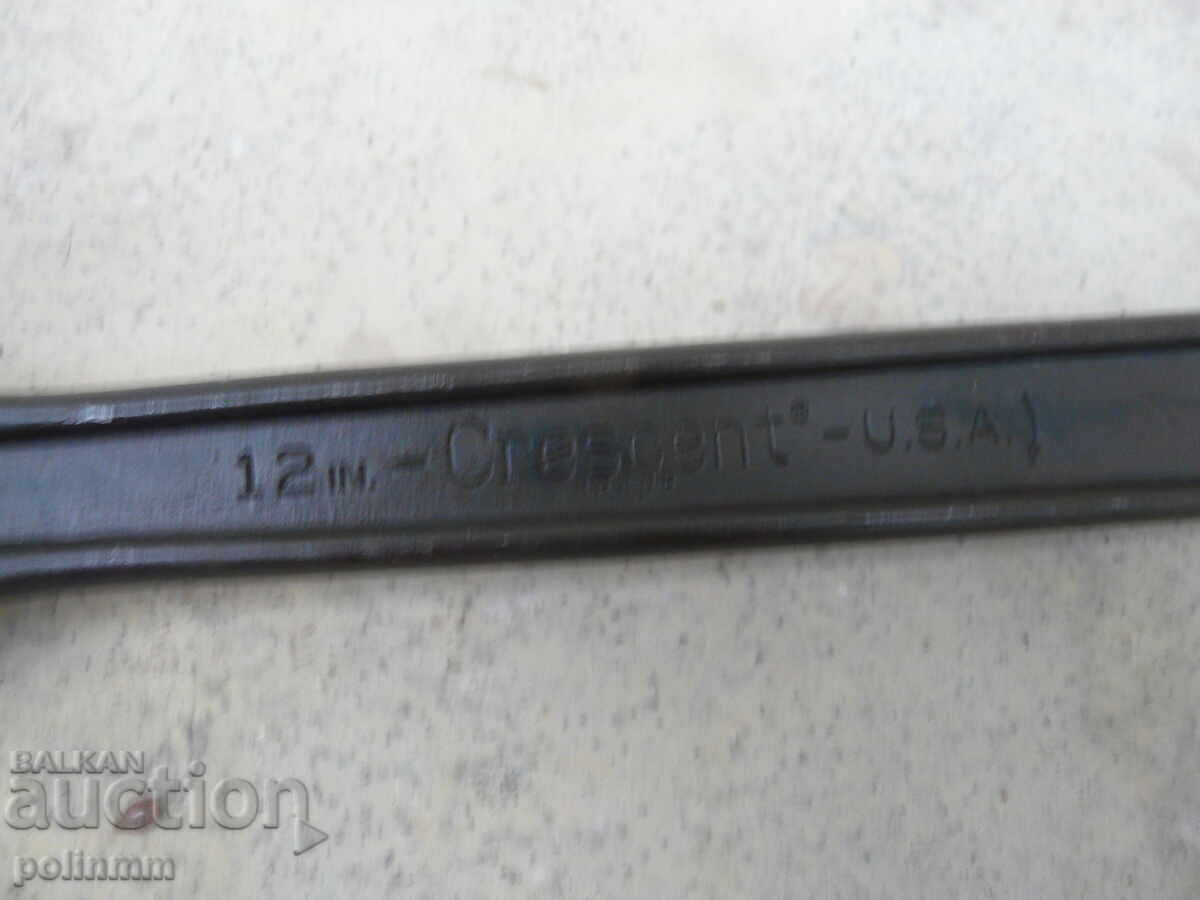 12 IN. - Crescent® - U.S.A.
BALKAN
auction
polinmm